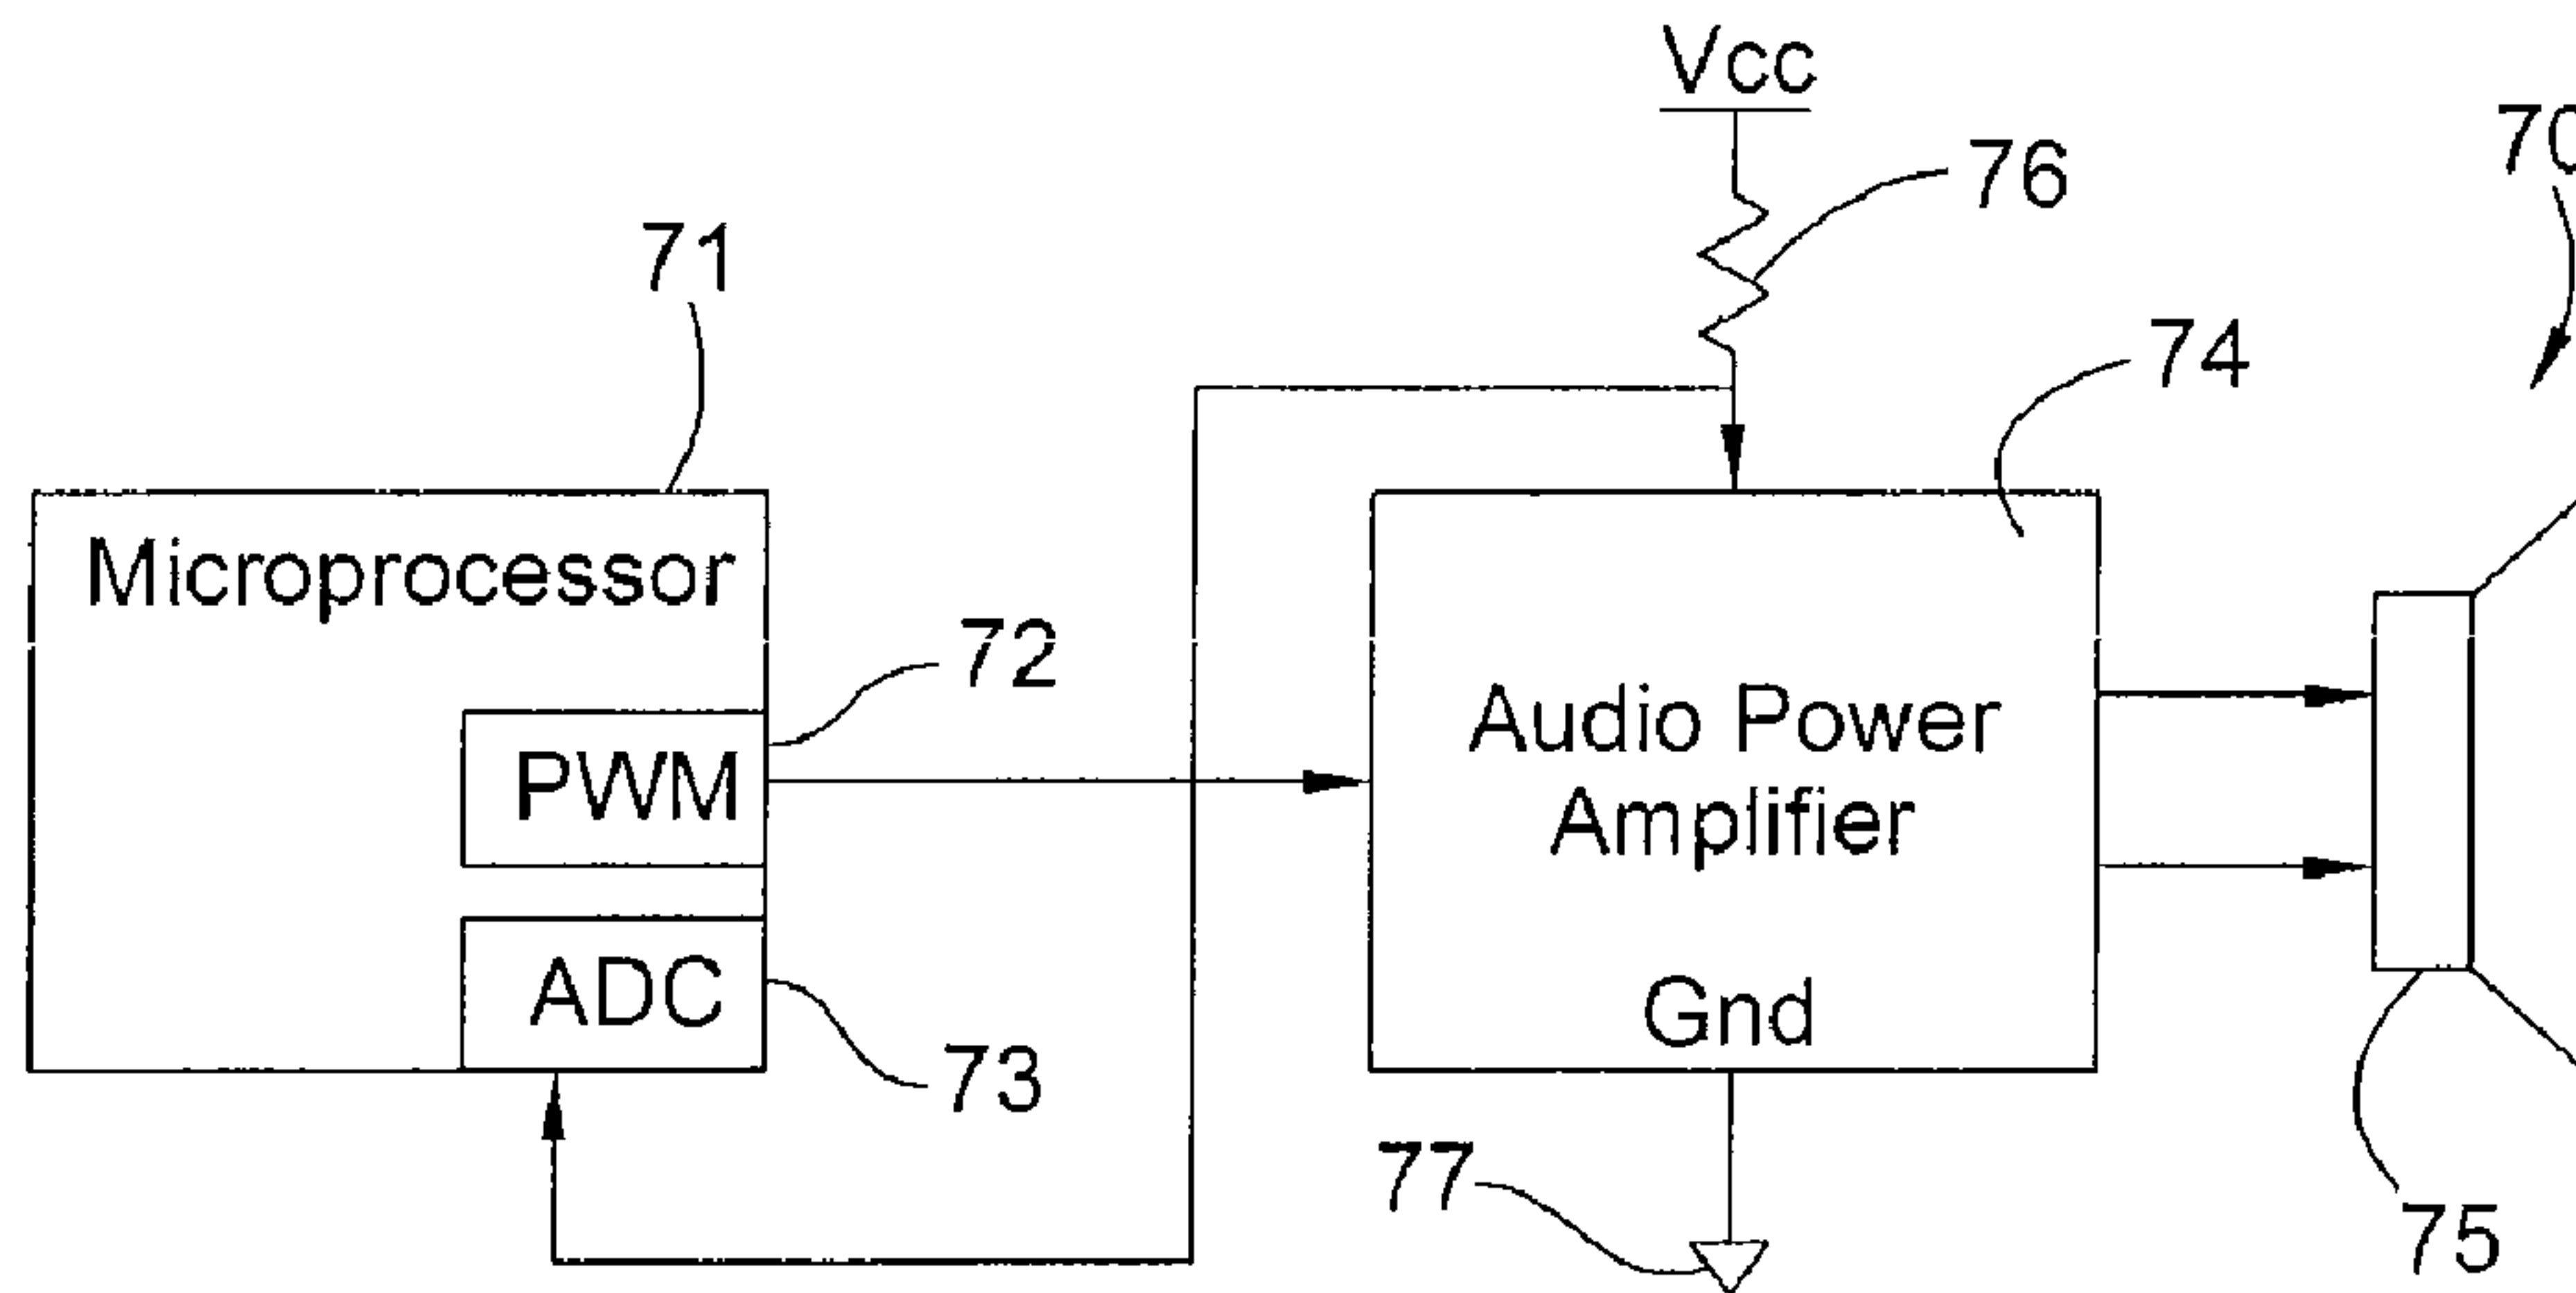 Vcc
70
76
71
74
Microprocessor
72
PWM
Audio Power
Amplifier
ADC
Gnd
73
77
75